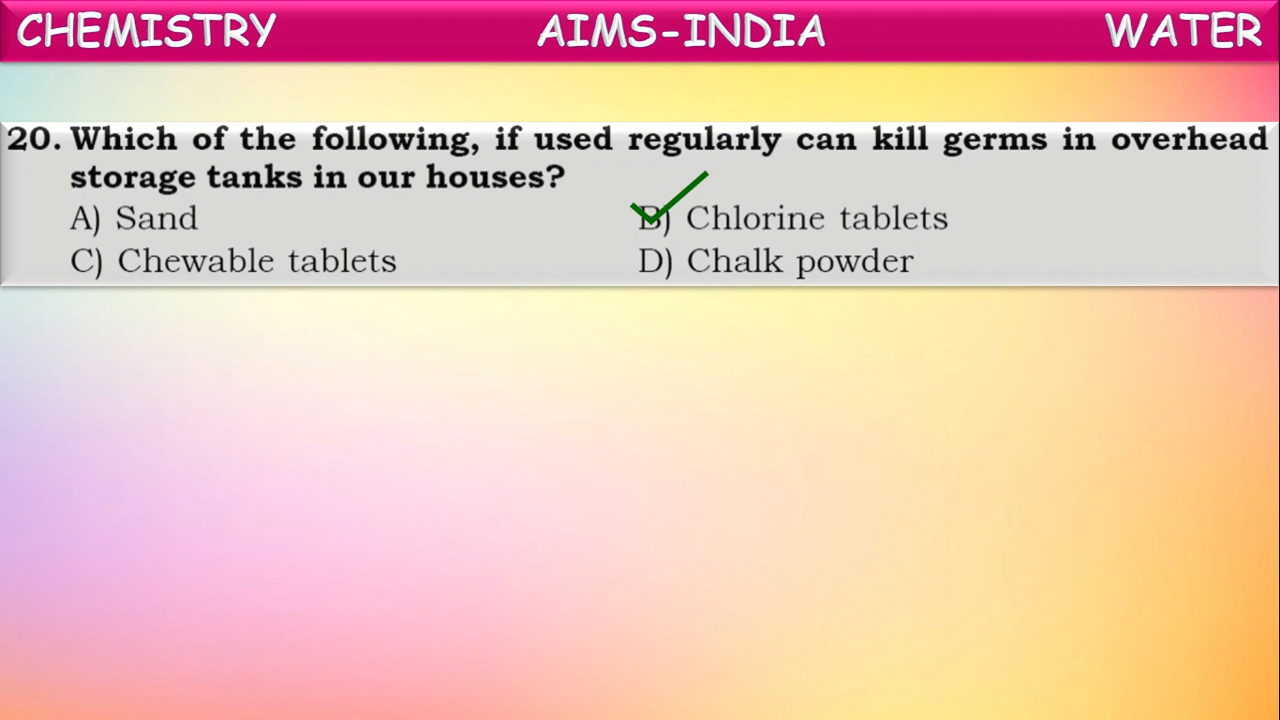 CHEMISTRY AIMS-INDIA WATER
20. Which of the following, if used regularly can kill germs in overhead
storage tanks in our houses?
A) Sand B) Chlorine tablets
C) Chewable tablets D) Chalk powder